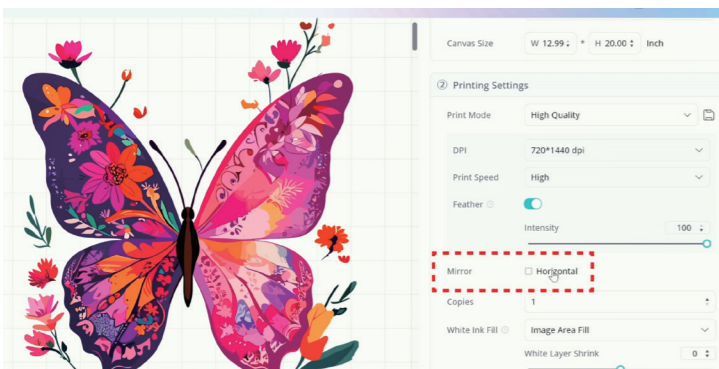 Canvas Size W 12.99 * H 20.00 Inch
② Printing Settings
Print Mode High Quality
DPI 720*1440 dpi
Print Speed High
Feather
Intensity 100
Mirror Horizontal
Copies 1
White Ink Fill Image Area Fill
White Layer Shrink 0